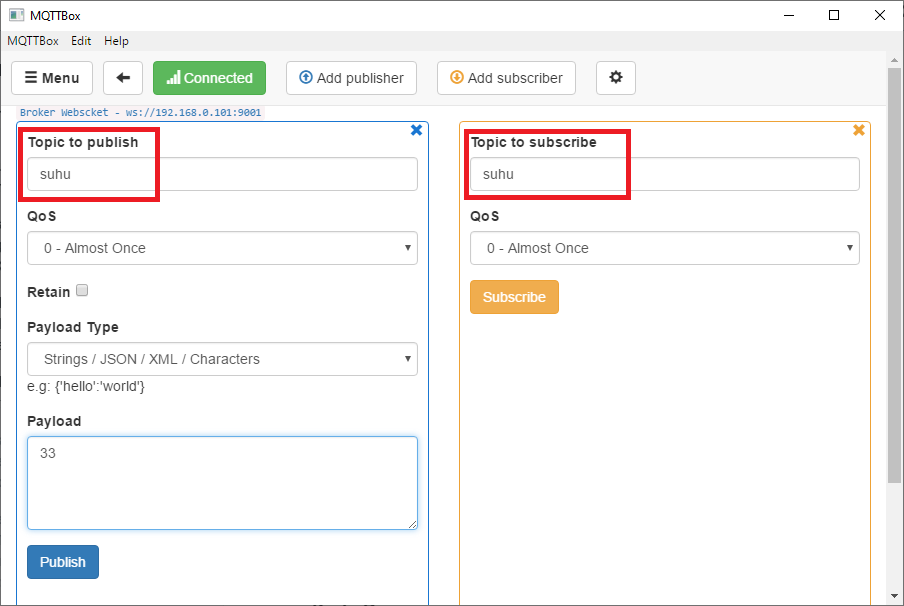 MQTTBox
MQTTBox Edit Help
Menu Connected Add publisher Add subscriber
Broker Webscket - ws://192.168.0.101:9001
Topic to publish
suhu
QoS
0 - Almost Once
Retain
Payload Type
Strings / JSON / XML / Characters
e.g: {'hello':'world'}
Payload
33
Publish
Topic to subscribe
suhu
QoS
0 - Almost Once
Subscribe